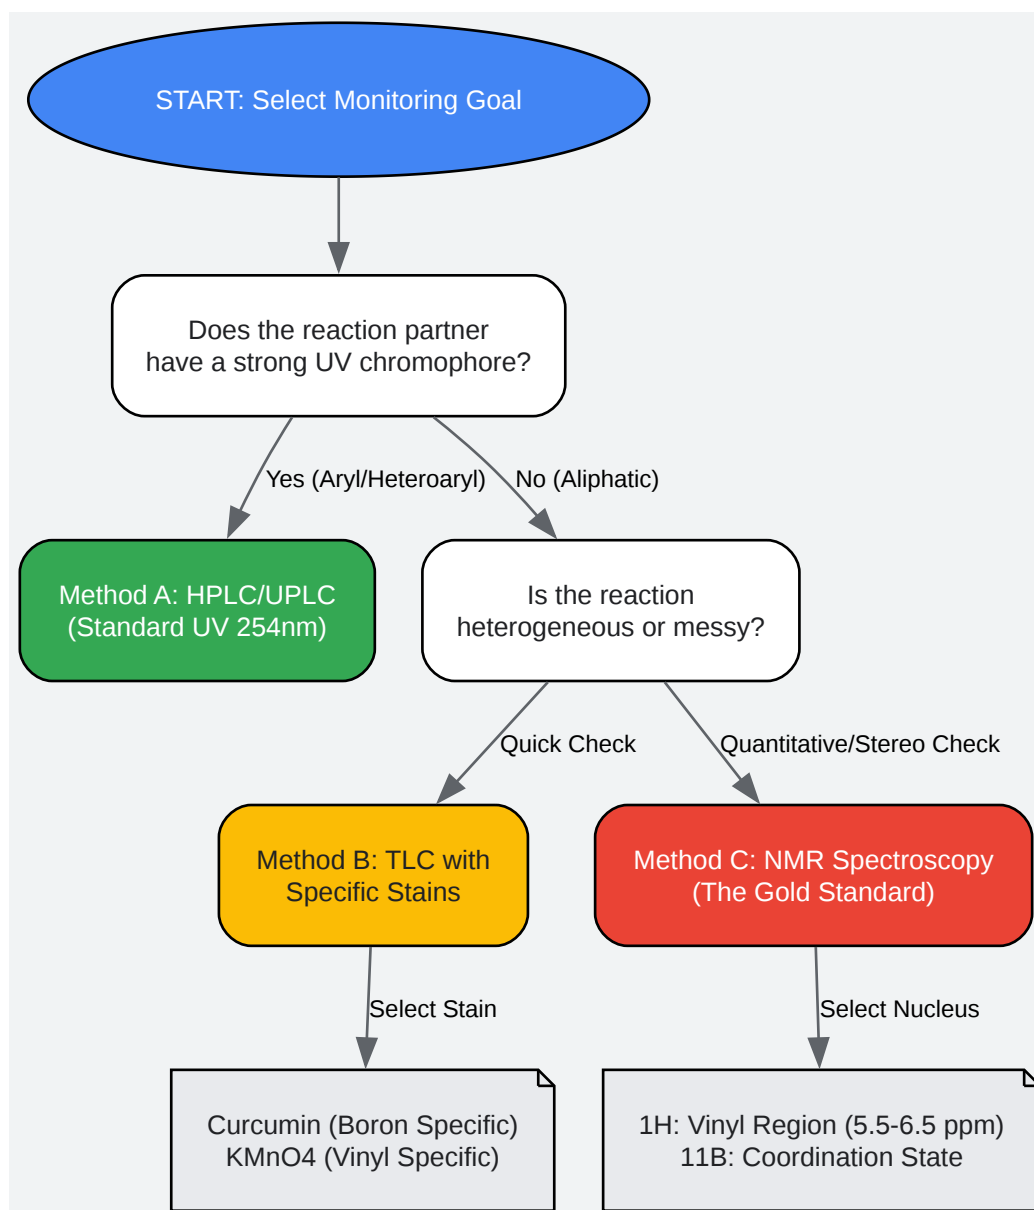 START: Select Monitoring Goal
Does the reaction partner
have a strong UV chromophore?
Yes (Aryl/Heteroaryl)
No (Aliphatic)
Method A: HPLC/UPLC
(Standard UV 254nm)
Is the reaction
heterogeneous or messy?
Quick Check
Quantitative/Stereo Check
Method B: TLC with
Specific Stains
Method C: NMR Spectroscopy
(The Gold Standard)
Select Stain
Select Nucleus
Curcumin (Boron Specific)
KMnO4 (Vinyl Specific)
1H: Vinyl Region (5.5-6.5 ppm)
11B: Coordination State